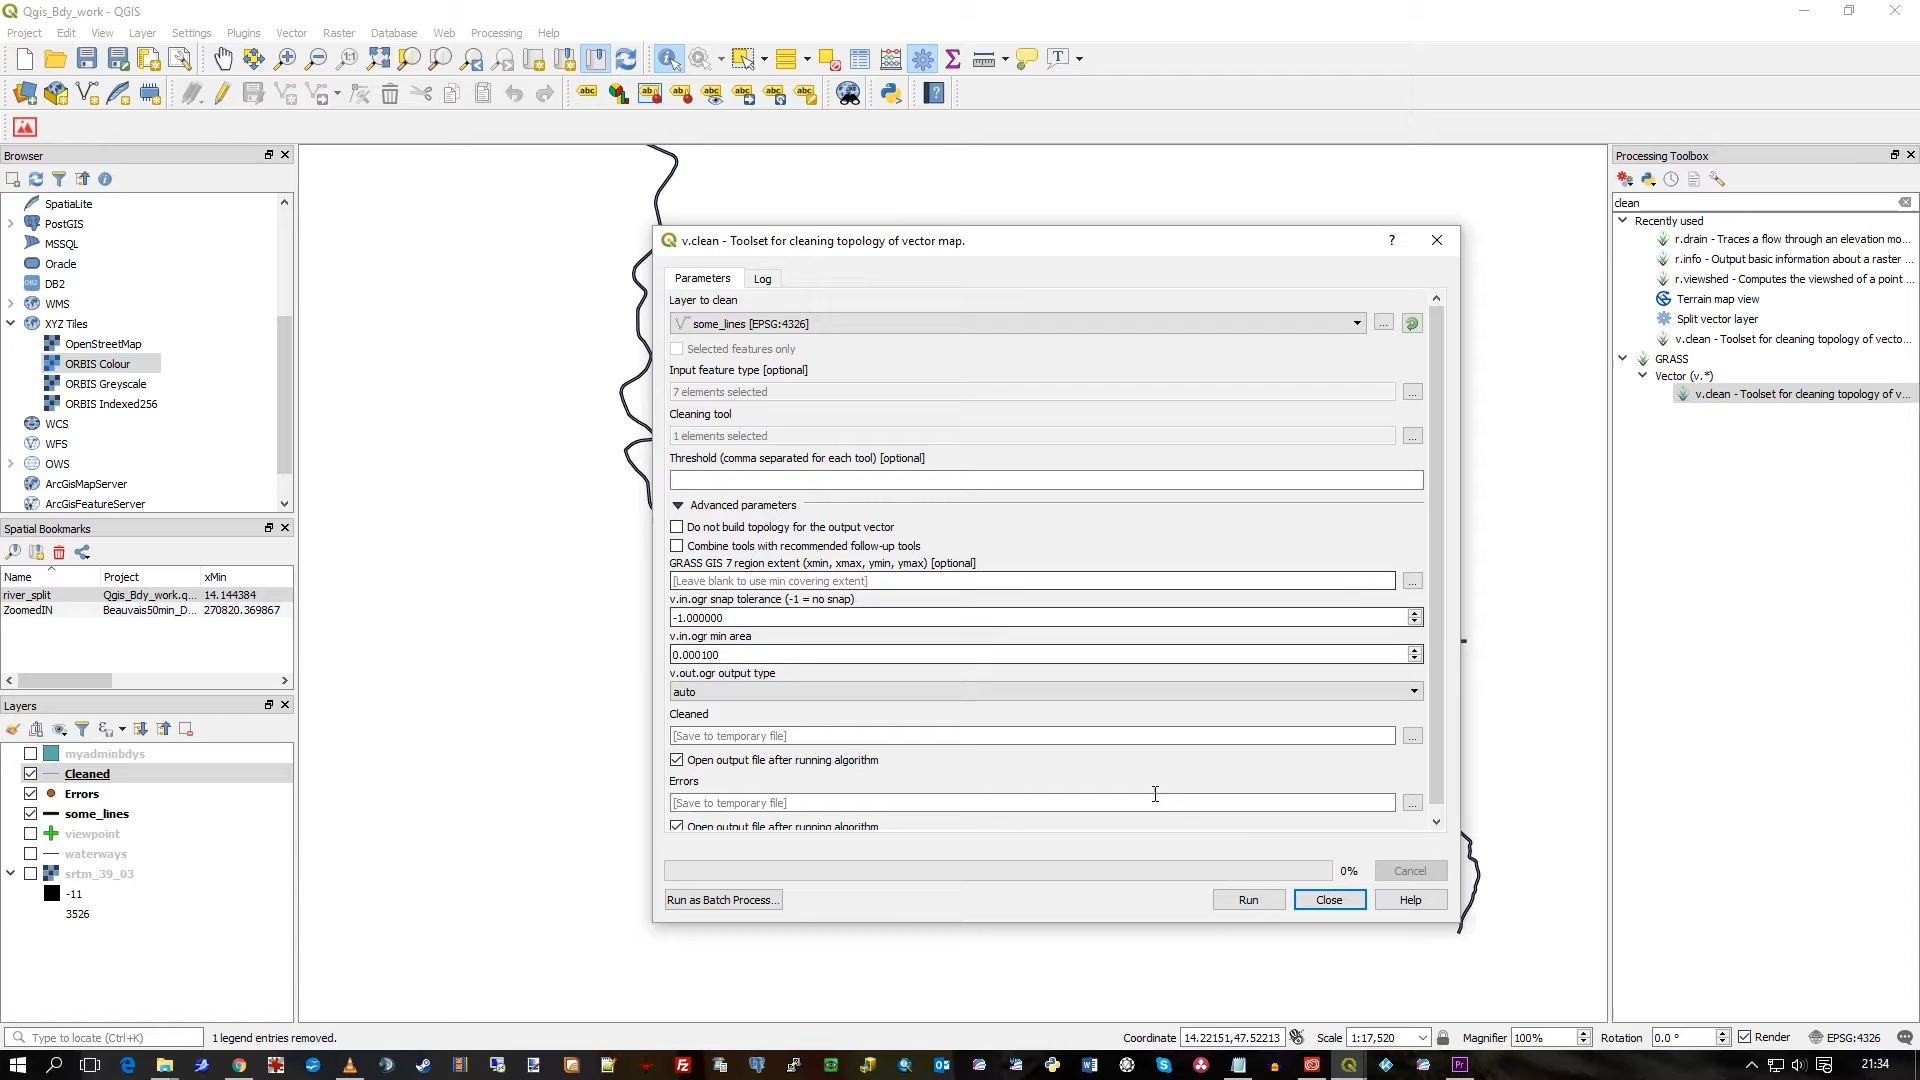 Qgis_Bdy_work - QGIS
Project Edit View Layer Settings Plugins Vector Raster Database Web Processing Help
Browser
SpatiaLite
PostGIS
MSSQL
Oracle
DB2
WMS
XYZ Tiles
OpenStreetMap
ORBIS Colour
ORBIS Greyscale
ORBIS Indexed256
WCS
WFS
OWS
ArcGisMapServer
ArcGisFeatureServer
Spatial Bookmarks
Name Project xMin
river_split Qgis_Bdy_work.q... 14.144384
ZoomedIN Beauvais50min_D... 270820.369867
Layers
myadminbdys
Cleaned
Errors
some_lines
viewpoint
waterways
srtm_39_03
-11
3526
v.clean - Toolset for cleaning topology of vector map.
Parameters Log
Layer to clean
some_lines [EPSG:4326]
Selected features only
Input feature type [optional]
7 elements selected
Cleaning tool
1 elements selected
Threshold (comma separated for each tool) [optional]
Advanced parameters
Do not build topology for the output vector
Combine tools with recommended follow-up tools
GRASS GIS 7 region extent (xmin, xmax, ymin, ymax) [optional]
[Leave blank to use min covering extent]
v.in.ogr snap tolerance (-1 = no snap)
-1.000000
v.in.ogr min area
0.000100
v.out.ogr output type
auto
Cleaned
[Save to temporary file]
Open output file after running algorithm
Errors
[Save to temporary file]
Open output file after running algorithm
0% Cancel
Run as Batch Process... Run Close Help
Processing Toolbox
clean
Recently used
r.drain - Traces a flow through an elevation mo...
r.info - Output basic information about a raster ...
r.viewshed - Computes the viewshed of a point ...
Terrain map view
Split vector layer
v.clean - Toolset for cleaning topology of vecto...
GRASS
Vector (v.*)
v.clean - Toolset for cleaning topology of v...
Type to locate (Ctrl+K) 1 legend entries removed. Coordinate 14.22151,47.52213 Scale 1:17,520 Magnifier 100% Rotation 0.0 ° Render EPSG:4326
21:34